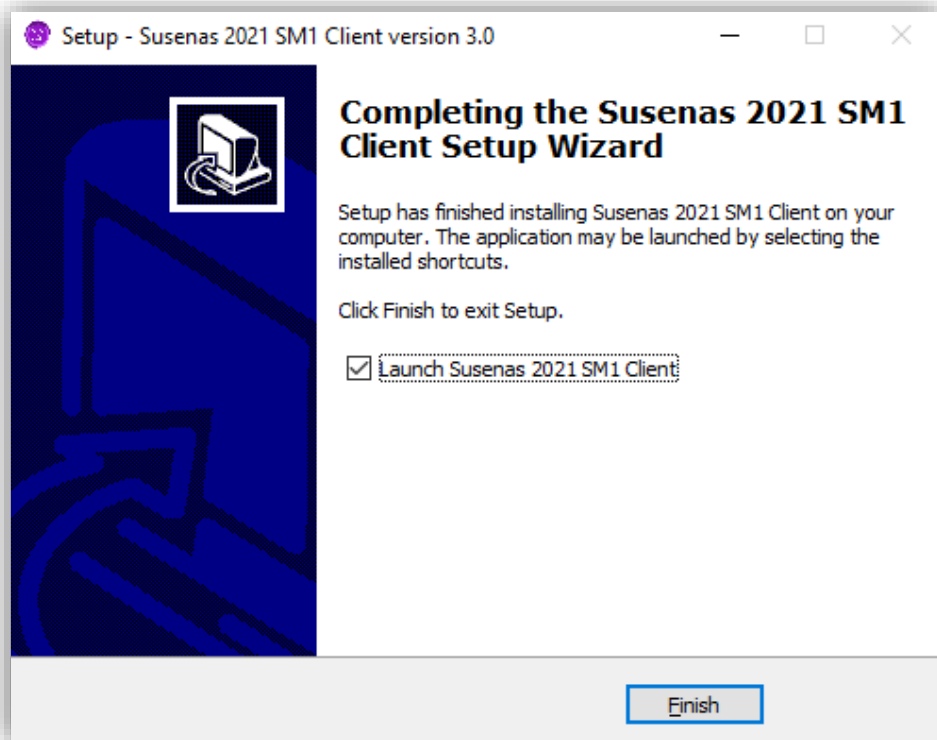 Setup - Susenas 2021 SM1 Client version 3.0
Completing the Susenas 2021 SM1
Client Setup Wizard
Setup has finished installing Susenas 2021 SM1 Client on your
computer. The application may be launched by selecting the
installed shortcuts.
Click Finish to exit Setup.
Launch Susenas 2021 SM1 Client
Finish